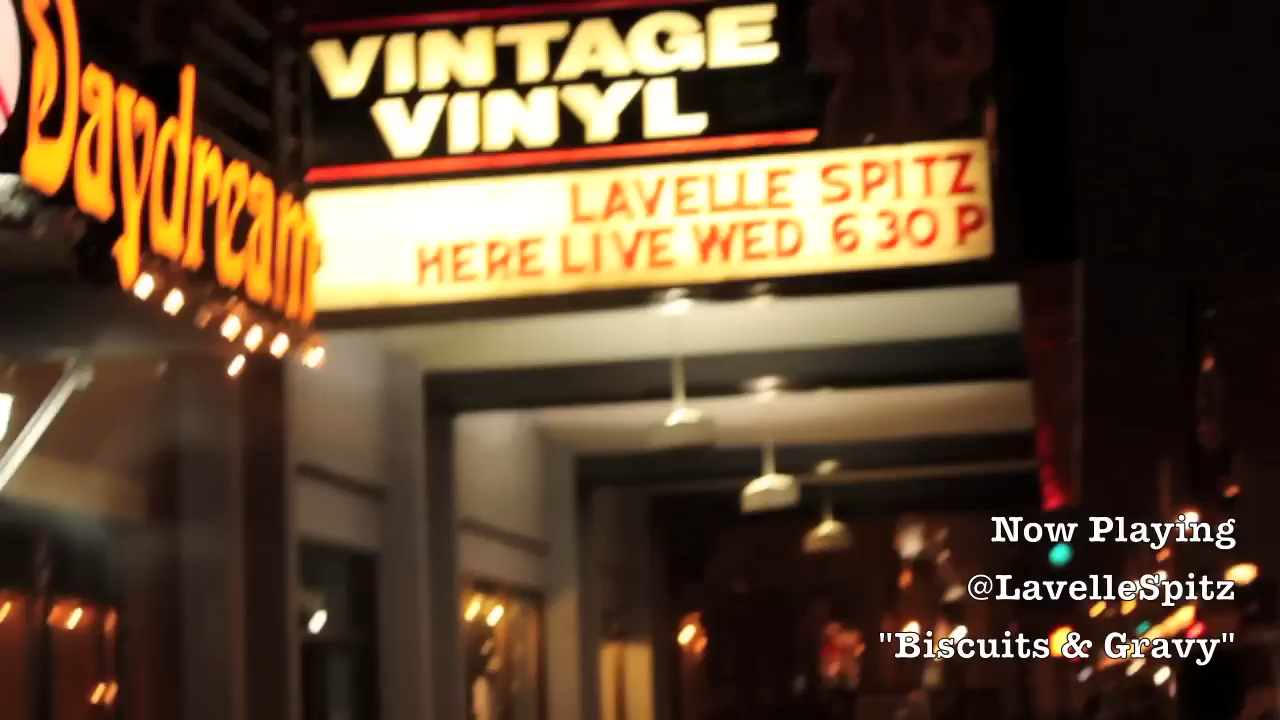 Daydream
VINTAGE
VINYL
LAVELLE SPITZ
HERE LIVE WED 6 30 P
Now Playing
@LavelleSpitz
"Biscuits & Gravy"